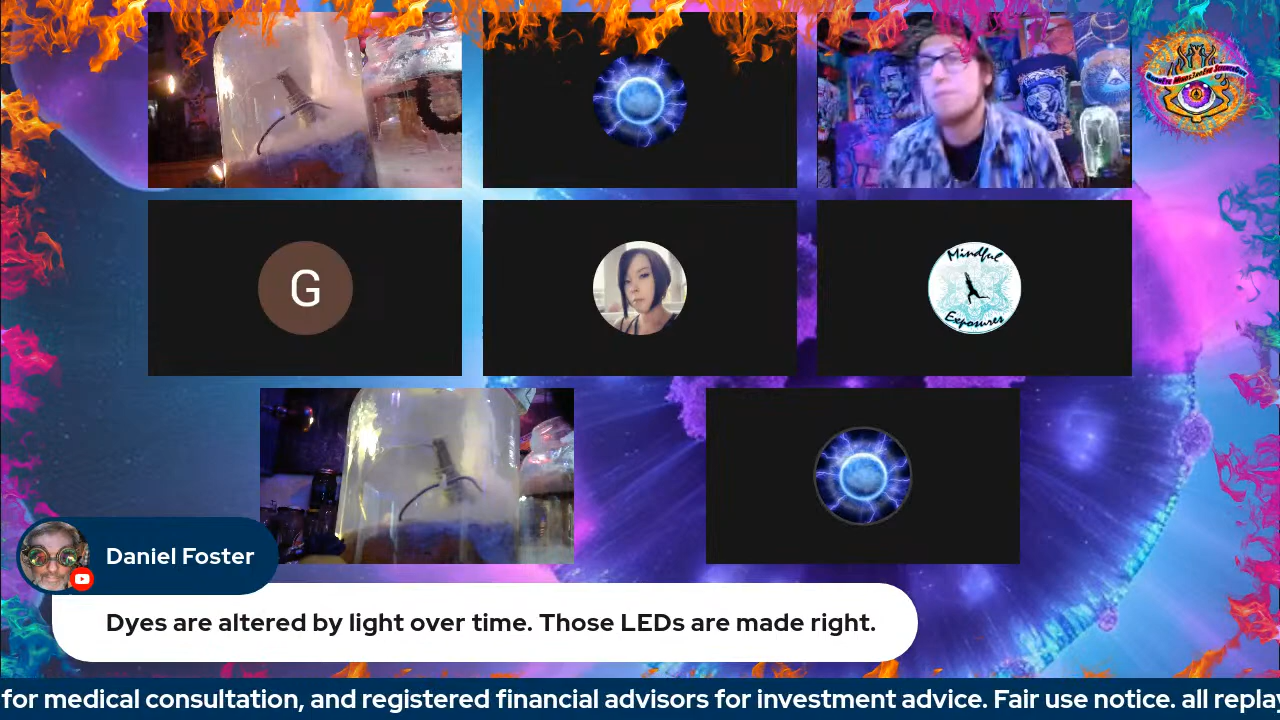 G
Mindful
Exposures
Daniel Foster
Dyes are altered by light over time. Those LEDs are made right.
for medical consultation, and registered financial advisors for investment advice. Fair use notice. all replay